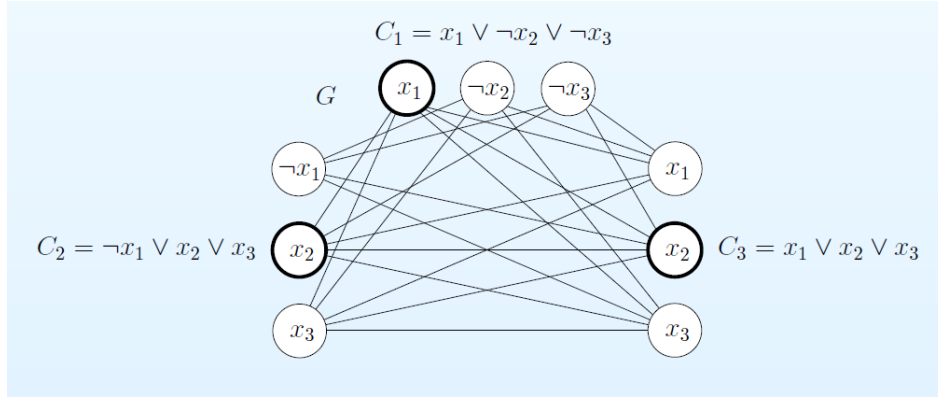 C₁ = x₁ ∨ ¬x₂ ∨ ¬x₃
G
x₁ ¬x₂ ¬x₃
¬x₁ x₁
C₂ = ¬x₁ ∨ x₂ ∨ x₃ x₂ x₂ C₃ = x₁ ∨ x₂ ∨ x₃
x₃ x₃